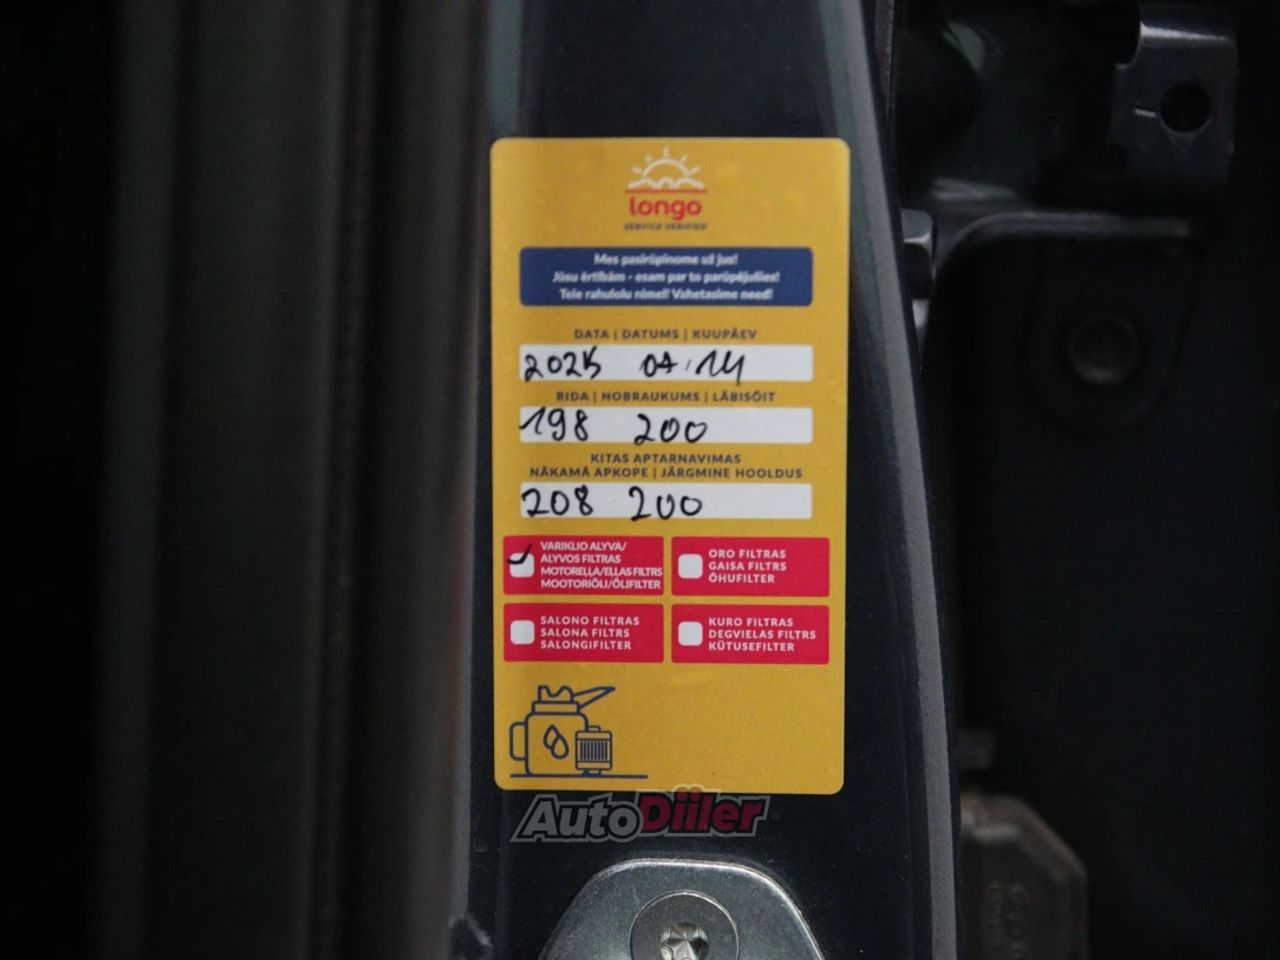 longo
SERVICE VERIFIED
Mes pasirūpinome už jus!
Jūsu ērtībām - esam par to parūpējušies!
Teie rahulolu nimel! Vahetasime need!
DATA | DATUMS | KUUPÄEV
2025 07.14
RIDA | NOBRAUKUMS | LÄBISÕIT
198 200
KITAS APTARNAVIMAS
NĀKAMĀ APKOPE | JÄRGMINE HOOLDUS
208 200
VARIKLIO ALYVA/
ALYVOS FILTRAS
MOTOREĻĻA/EĻĻAS FILTRS
MOOTORIÕLI/ÕLIFILTER
ORO FILTRAS
GAISA FILTRS
ÕHUFILTER
SALONO FILTRAS
SALONA FILTRS
SALONGIFILTER
KURO FILTRAS
DEGVIELAS FILTRS
KÜTUSEFILTER
AutoDiiler